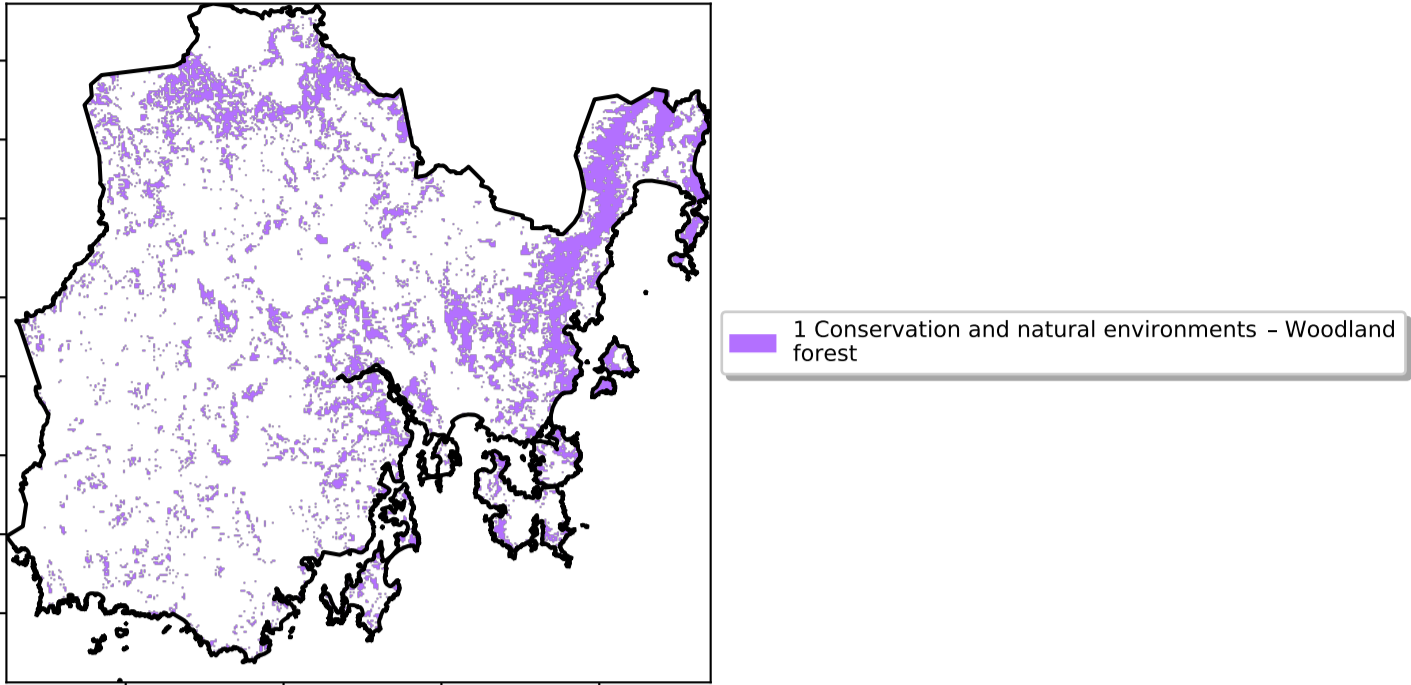 1 Conservation and natural environments – Woodland
forest